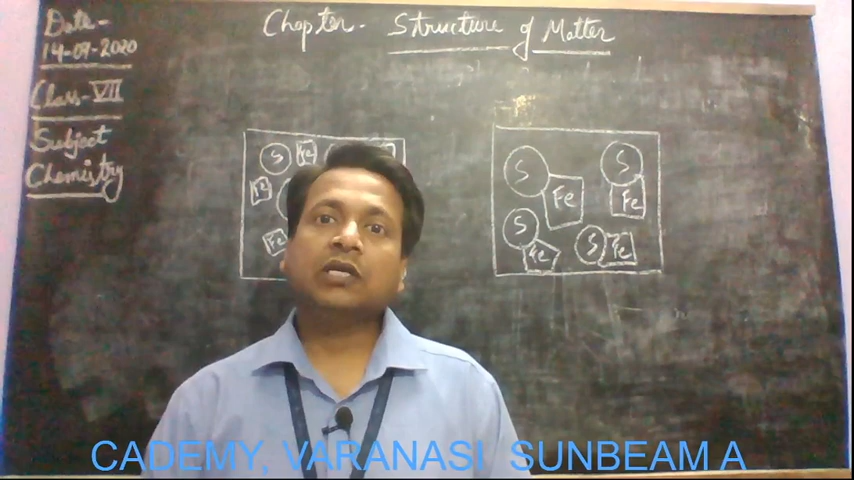 Date-
14-09-2020
Class-VII
Subject
Chemistry
Chapter- Structure of Matter
S Fe
Fe
Fe
S Fe
S Fe
S Fe
S Fe
CADEMY, VARANASI SUNBEAM A